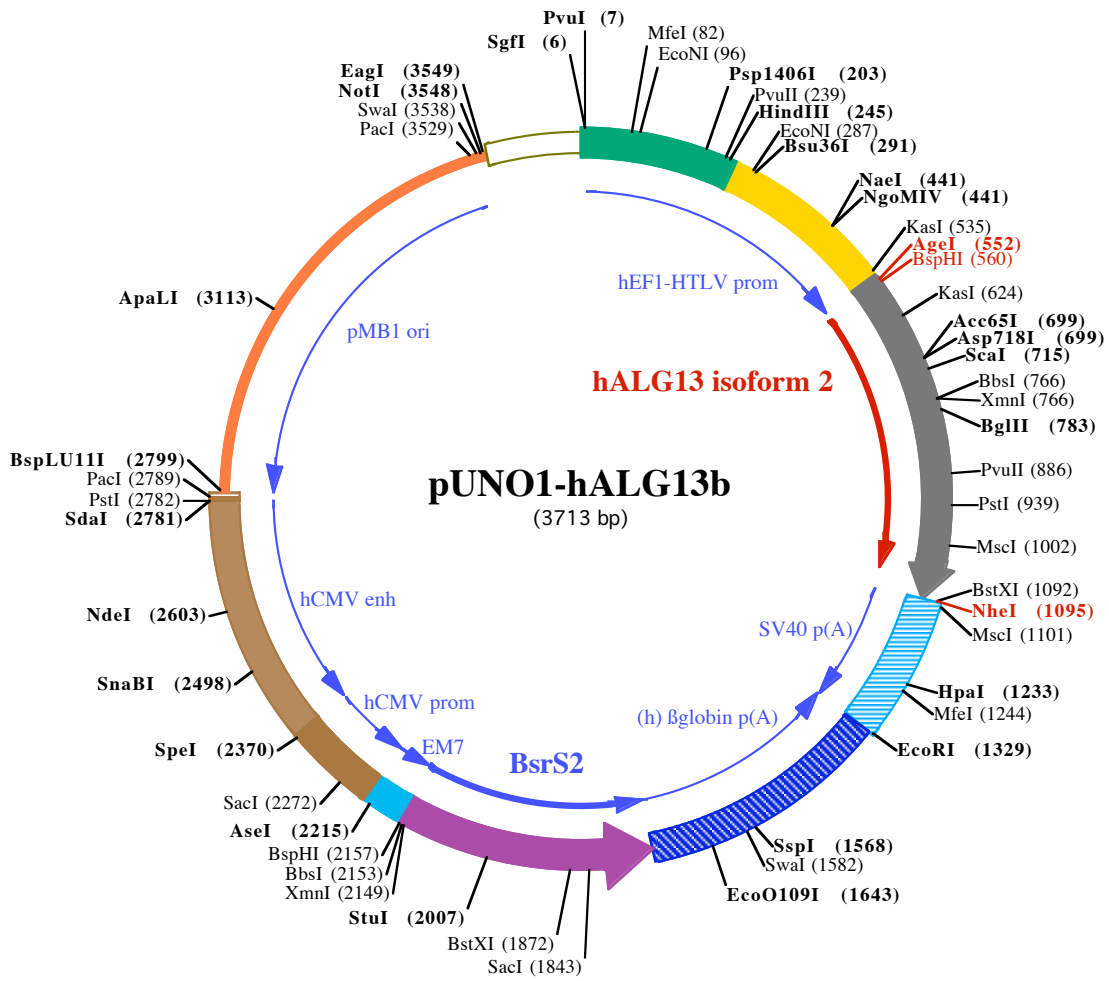 PvuI (7)
SgfI (6)
MfeI (82)
EcoNI (96)
Psp1406I (203)
PvuII (239)
HindIII (245)
EcoNI (287)
Bsu36I (291)
NaeI (441)
NgoMIV (441)
KasI (535)
AgeI (552)
BspHI (560)
KasI (624)
Acc65I (699)
Asp718I (699)
ScaI (715)
BbsI (766)
XmnI (766)
BglII (783)
PvuII (886)
PstI (939)
MscI (1002)
BstXI (1092)
NheI (1095)
MscI (1101)
HpaI (1233)
MfeI (1244)
EcoRI (1329)
SspI (1568)
SwaI (1582)
EcoO109I (1643)
SacI (1843)
BstXI (1872)
StuI (2007)
XmnI (2149)
BbsI (2153)
BspHI (2157)
AseI (2215)
SacI (2272)
SpeI (2370)
SnaBI (2498)
NdeI (2603)
SdaI (2781)
PstI (2782)
PacI (2789)
BspLU11I (2799)
ApaLI (3113)
PacI (3529)
SwaI (3538)
NotI (3548)
EagI (3549)
hEF1-HTLV prom
pMB1 ori
hALG13 isoform 2
pUNO1-hALG13b
(3713 bp)
hCMV enh
SV40 p(A)
hCMV prom
(h) ßglobin p(A)
EM7
BsrS2